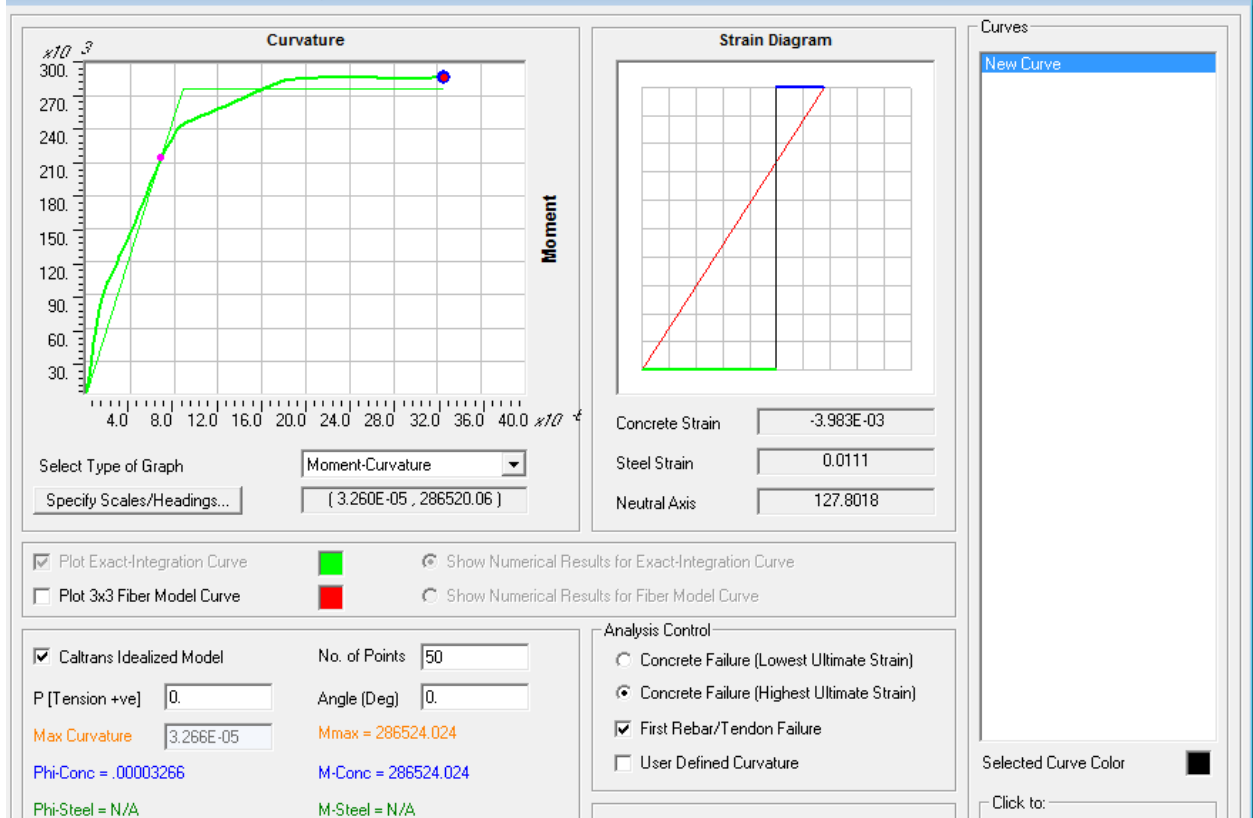 Curvature
x10 3
300.
270.
240.
210.
180.
150.
120.
90.
60.
30.
4.0 8.0 12.0 16.0 20.0 24.0 28.0 32.0 36.0 40.0 x10
Moment
Select Type of Graph Moment-Curvature
Specify Scales/Headings... ( 3.260E-05 , 286520.06 )
Strain Diagram
Concrete Strain -3.983E-03
Steel Strain 0.0111
Neutral Axis 127.8018
Curves
New Curve
Plot Exact-Integration Curve Show Numerical Results for Exact-Integration Curve
Plot 3x3 Fiber Model Curve Show Numerical Results for Fiber Model Curve
Caltrans Idealized Model No. of Points 50
P [Tension +ve] 0. Angle (Deg) 0.
Max Curvature 3.266E-05 Mmax = 286524.024
Phi-Conc = .00003266 M-Conc = 286524.024
Phi-Steel = N/A M-Steel = N/A
Analysis Control
Concrete Failure (Lowest Ultimate Strain)
Concrete Failure (Highest Ultimate Strain)
First Rebar/Tendon Failure
User Defined Curvature
Selected Curve Color
Click to: